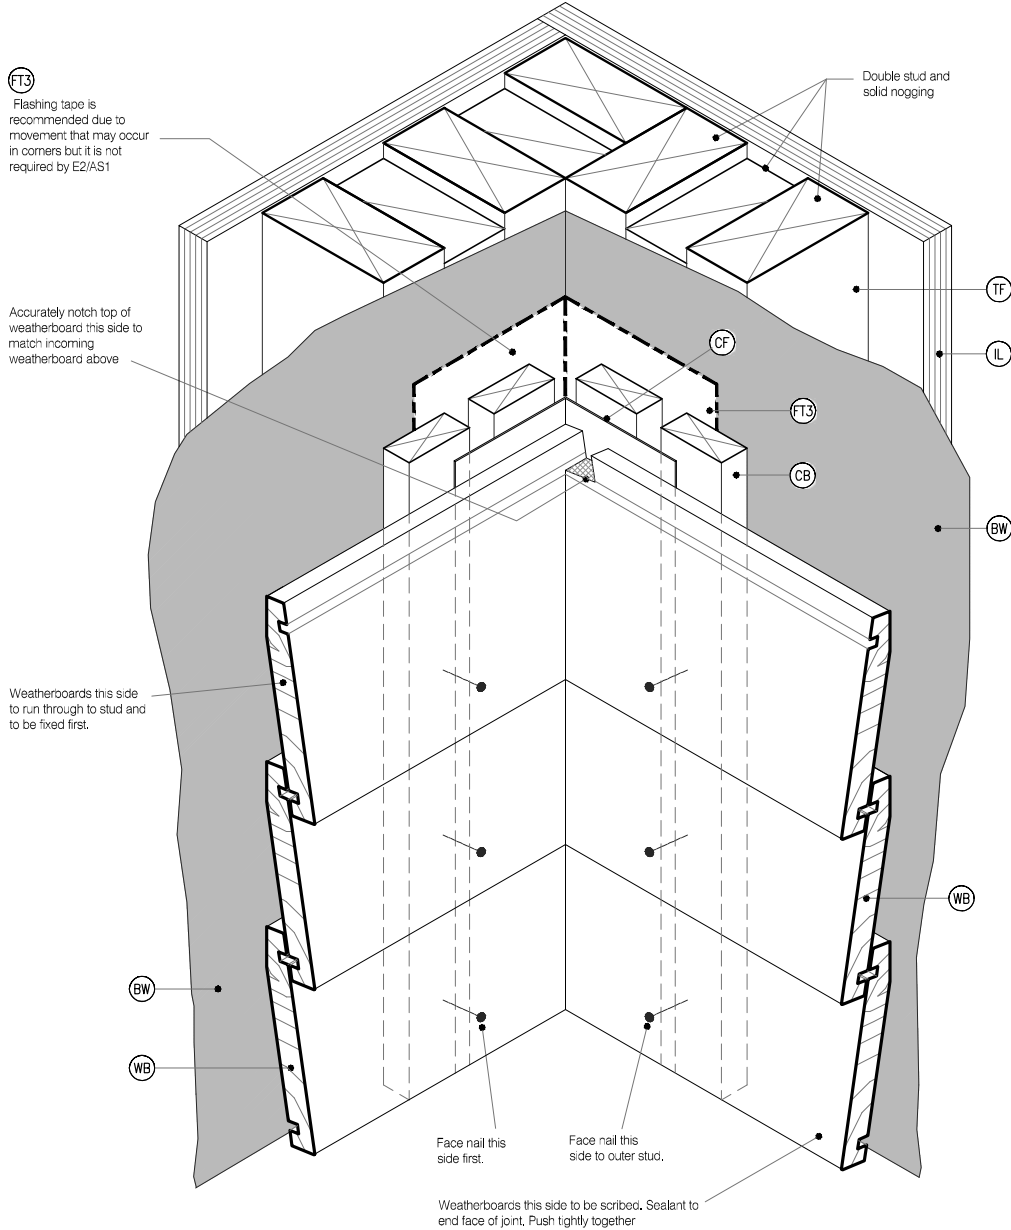 FT3
Flashing tape is
recommended due to
movement that may occur
in corners but it is not
required by E2/AS1
Double stud and
solid nogging
TF
Accurately notch top of
weatherboard this side to
match incoming
weatherboard above
CF
IL
FT3
CB
BW
Weatherboards this side
to run through to stud and
to be fixed first.
WB
BW
WB
Face nail this
side first.
Face nail this
side to outer stud.
Weatherboards this side to be scribed. Sealant to
end face of joint. Push tightly together